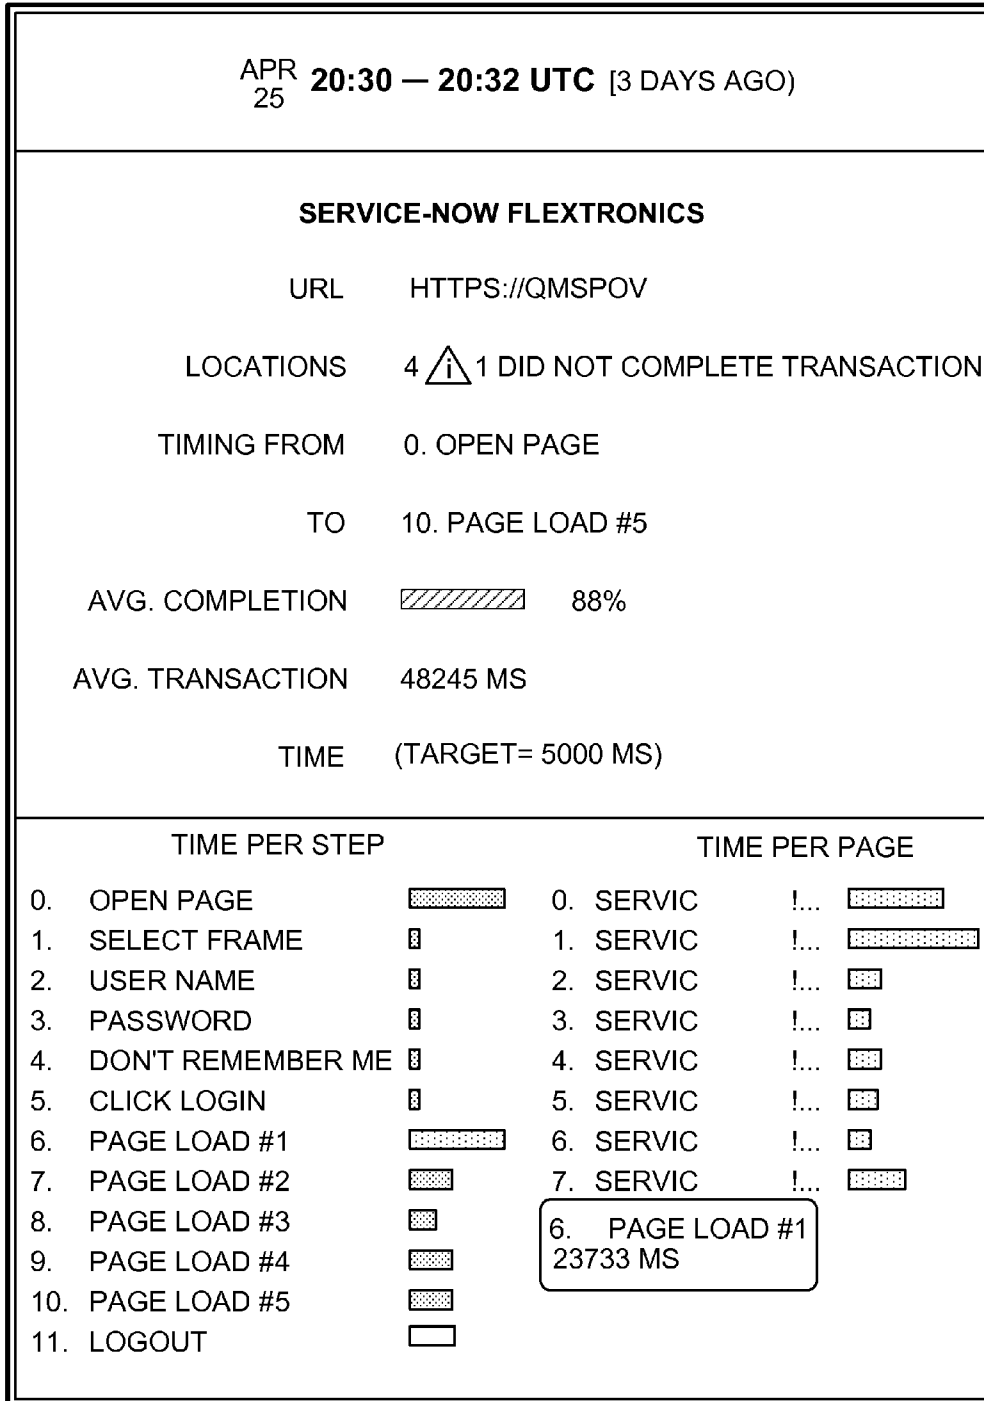 APR
25
20:30 — 20:32 UTC [3 DAYS AGO)
SERVICE-NOW FLEXTRONICS
URL HTTPS://QMSPOV
LOCATIONS 4 i 1 DID NOT COMPLETE TRANSACTION
TIMING FROM 0. OPEN PAGE
TO 10. PAGE LOAD #5
AVG. COMPLETION 88%
AVG. TRANSACTION 48245 MS
TIME (TARGET= 5000 MS)
TIME PER STEP
0. OPEN PAGE
1. SELECT FRAME
2. USER NAME
3. PASSWORD
4. DON'T REMEMBER ME
5. CLICK LOGIN
6. PAGE LOAD #1
7. PAGE LOAD #2
8. PAGE LOAD #3
9. PAGE LOAD #4
10. PAGE LOAD #5
11. LOGOUT
TIME PER PAGE
0. SERVIC !...
1. SERVIC !...
2. SERVIC !...
3. SERVIC !...
4. SERVIC !...
5. SERVIC !...
6. SERVIC !...
7. SERVIC !...
6. PAGE LOAD #1
23733 MS